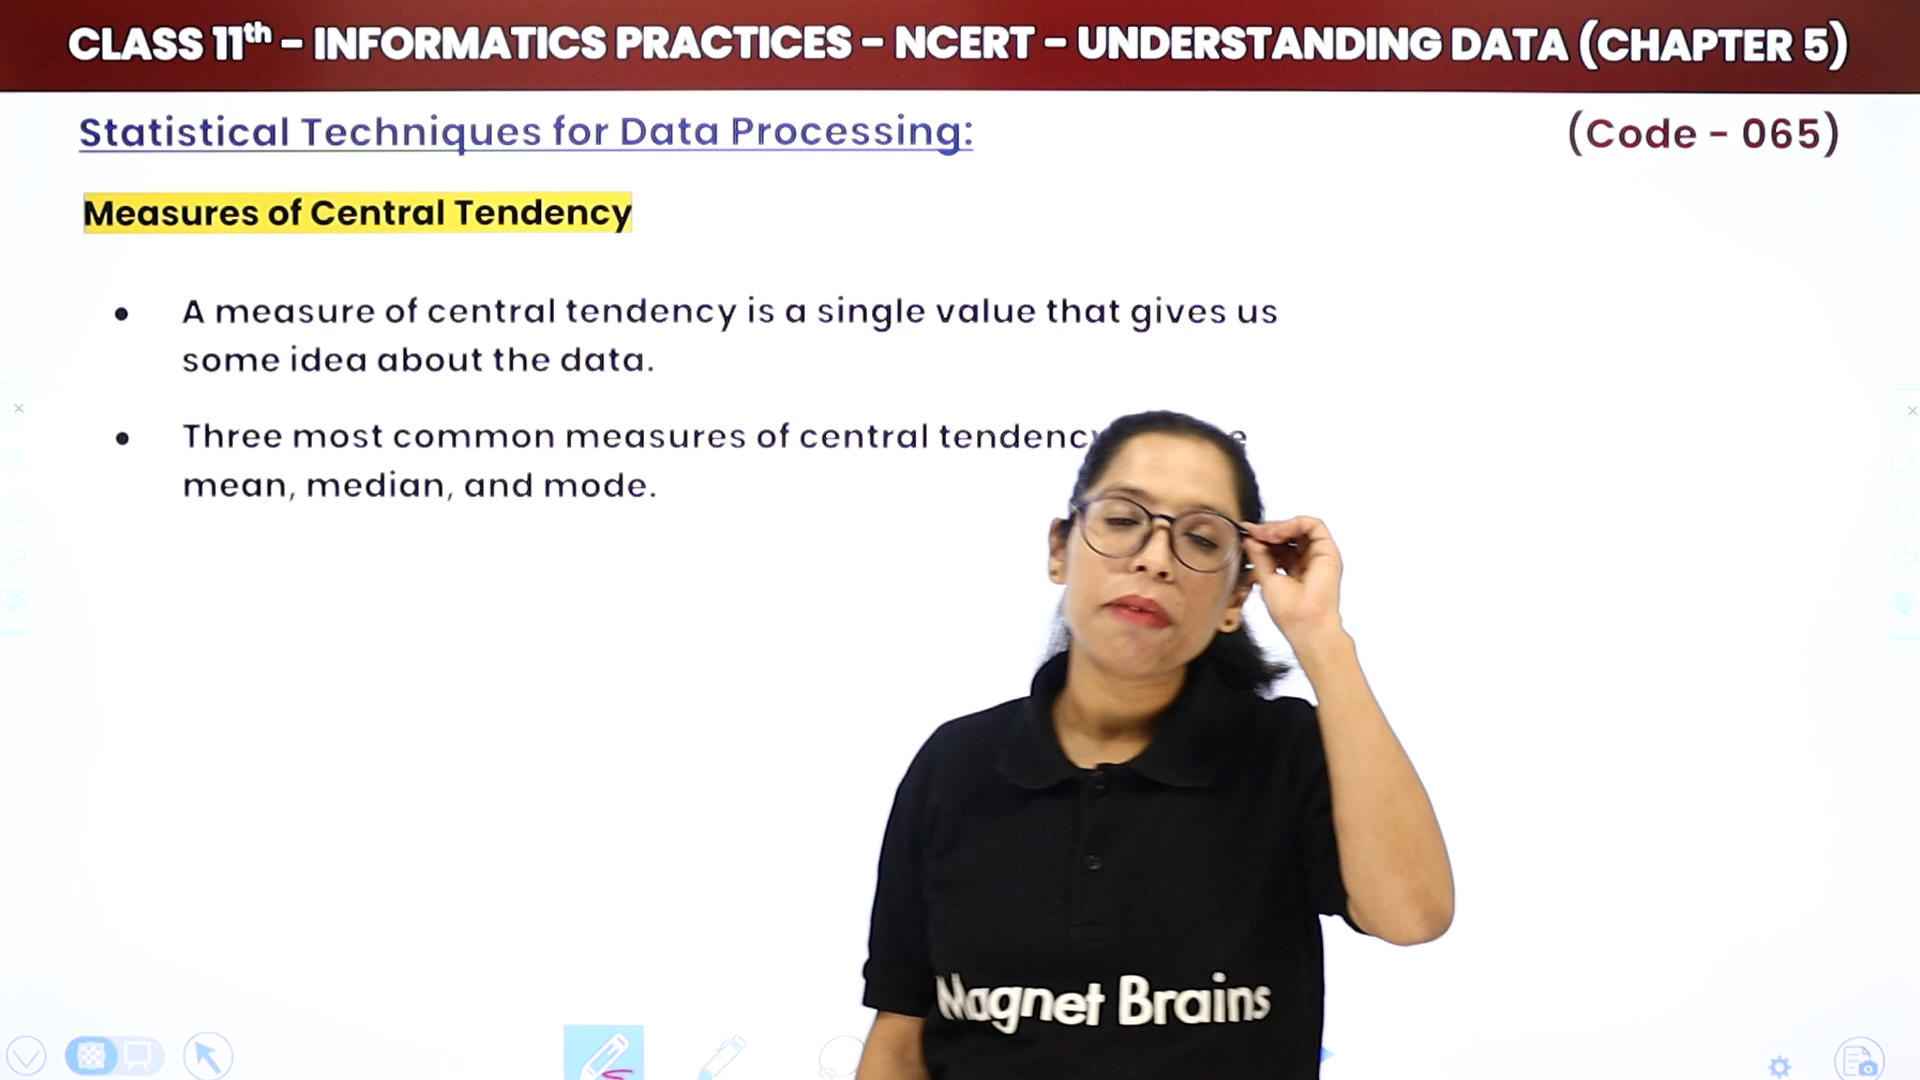 CLASS 11th - INFORMATICS PRACTICES - NCERT - UNDERSTANDING DATA (CHAPTER 5)
Statistical Techniques for Data Processing:
(Code - 065)
Measures of Central Tendency
• A measure of central tendency is a single value that gives us
some idea about the data.
• Three most common measures of central tendency
mean, median, and mode.
Magnet Brains